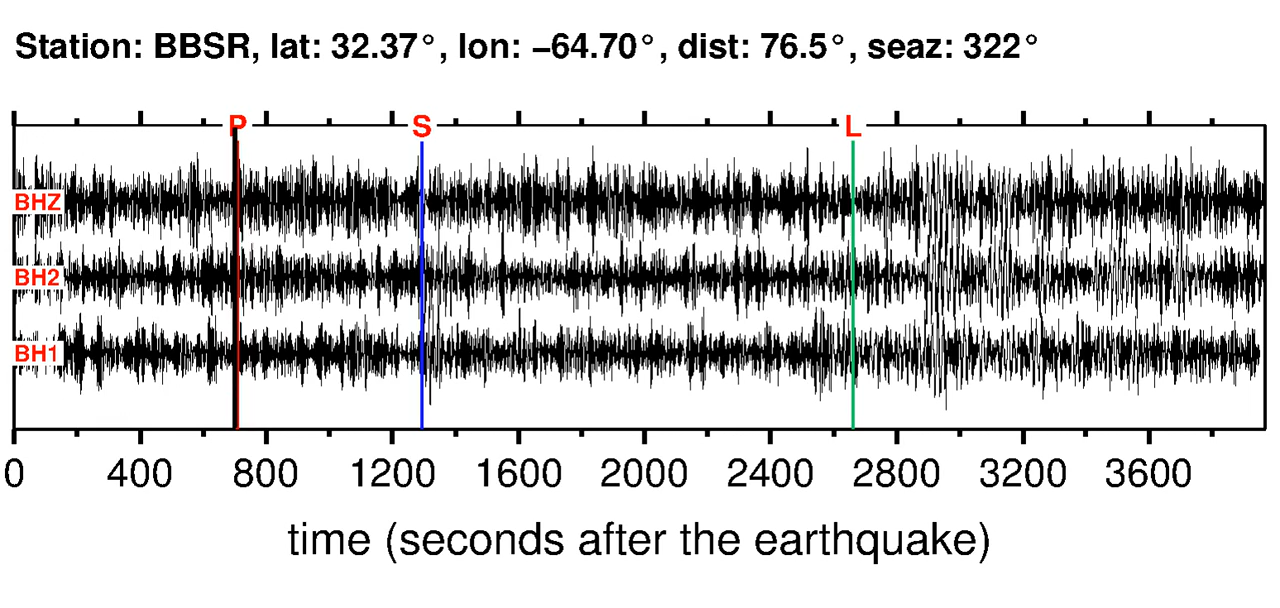 Station: BBSR, lat: 32.37°, lon: −64.70°, dist: 76.5°, seaz: 322°
P S L
BHZ
BH2
BH1
0 400 800 1200 1600 2000 2400 2800 3200 3600
time (seconds after the earthquake)